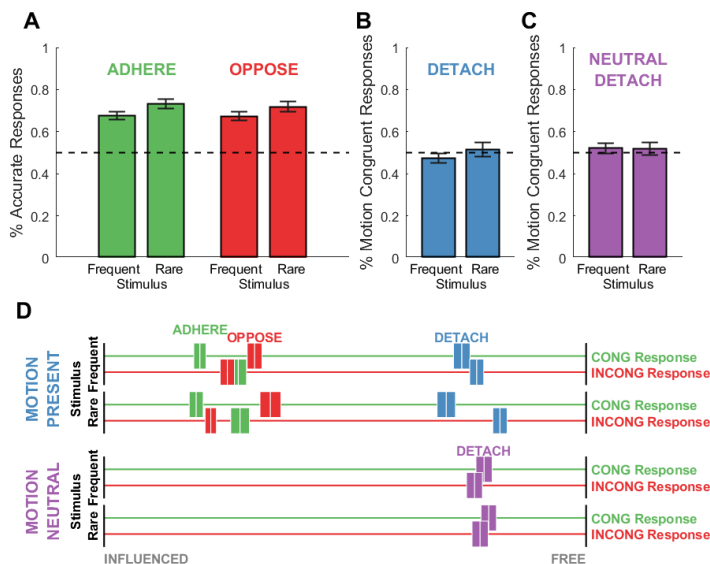 A
B
C
% Accurate Responses
1
0.8
0.6
0.4
0.2
0
ADHERE
OPPOSE
Frequent Rare
Stimulus
Frequent Rare
Stimulus
% Motion Congruent Responses
1
0.8
0.6
0.4
0.2
0
DETACH
Frequent Rare
Stimulus
% Motion Congruent Responses
1
0.8
0.6
0.4
0.2
0
NEUTRAL
DETACH
Frequent Rare
Stimulus
D
MOTION
PRESENT
Stimulus
Rare Frequent
ADHERE
OPPOSE
DETACH
CONG Response
INCONG Response
CONG Response
INCONG Response
MOTION
NEUTRAL
Stimulus
Rare Frequent
DETACH
CONG Response
INCONG Response
CONG Response
INCONG Response
INFLUENCED
FREE